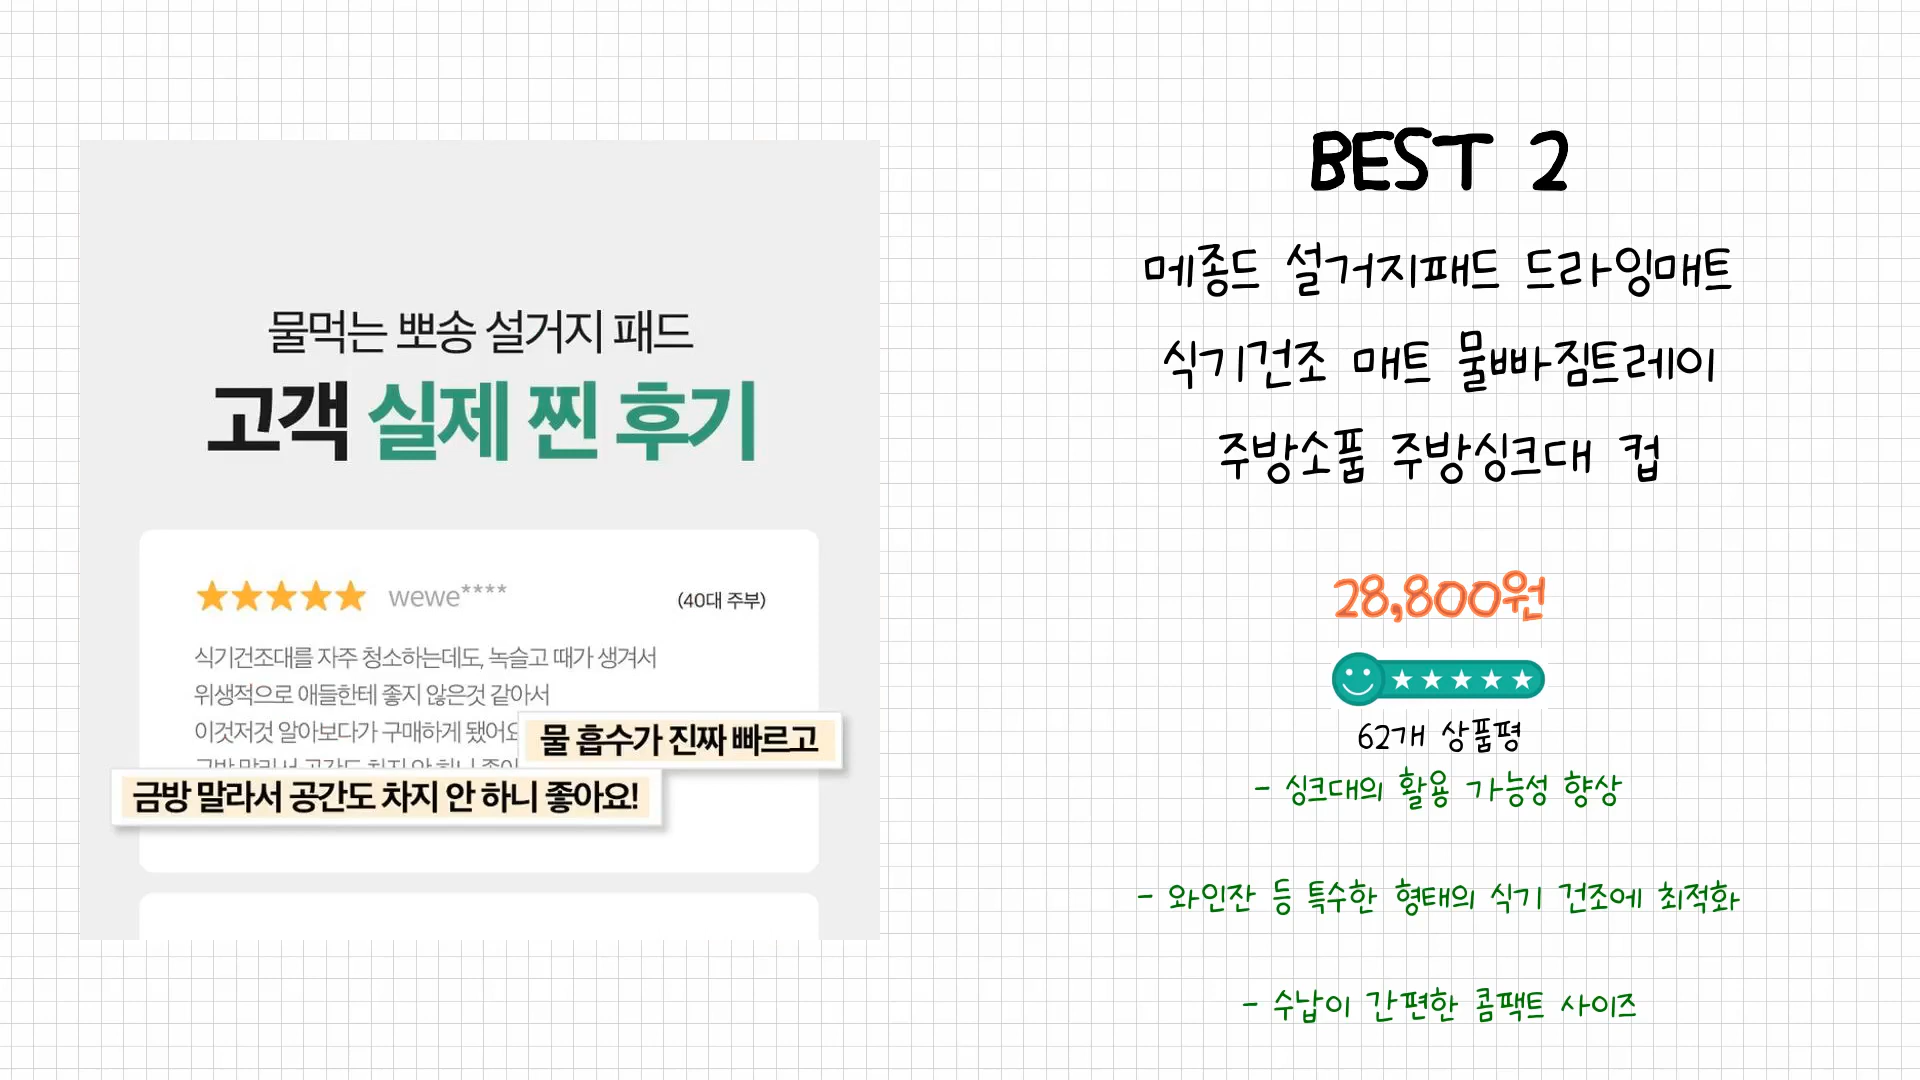 물먹는 뽀송 설거지 패드
고객 실제 찐 후기
★★★★★ wewe**** (40대 주부)
식기건조대를 자주 청소하는데도, 녹슬고 때가 생겨서
위생적으로 애들한테 좋지 않은것 같아서
이것저것 알아보다가 구매하게 됐어요
물 흡수가 진짜 빠르고
금방 말라서 공간도 차지 안 하니 좋아요!
BEST 2
메종드 설거지패드 드라잉매트
식기건조 매트 물빠짐트레이
주방소품 주방싱크대 컵
28,800원
★★★★★
62개 상품평
- 싱크대의 활용 가능성 향상
- 와인잔 등 특수한 형태의 식기 건조에 최적화
- 수납이 간편한 콤팩트 사이즈